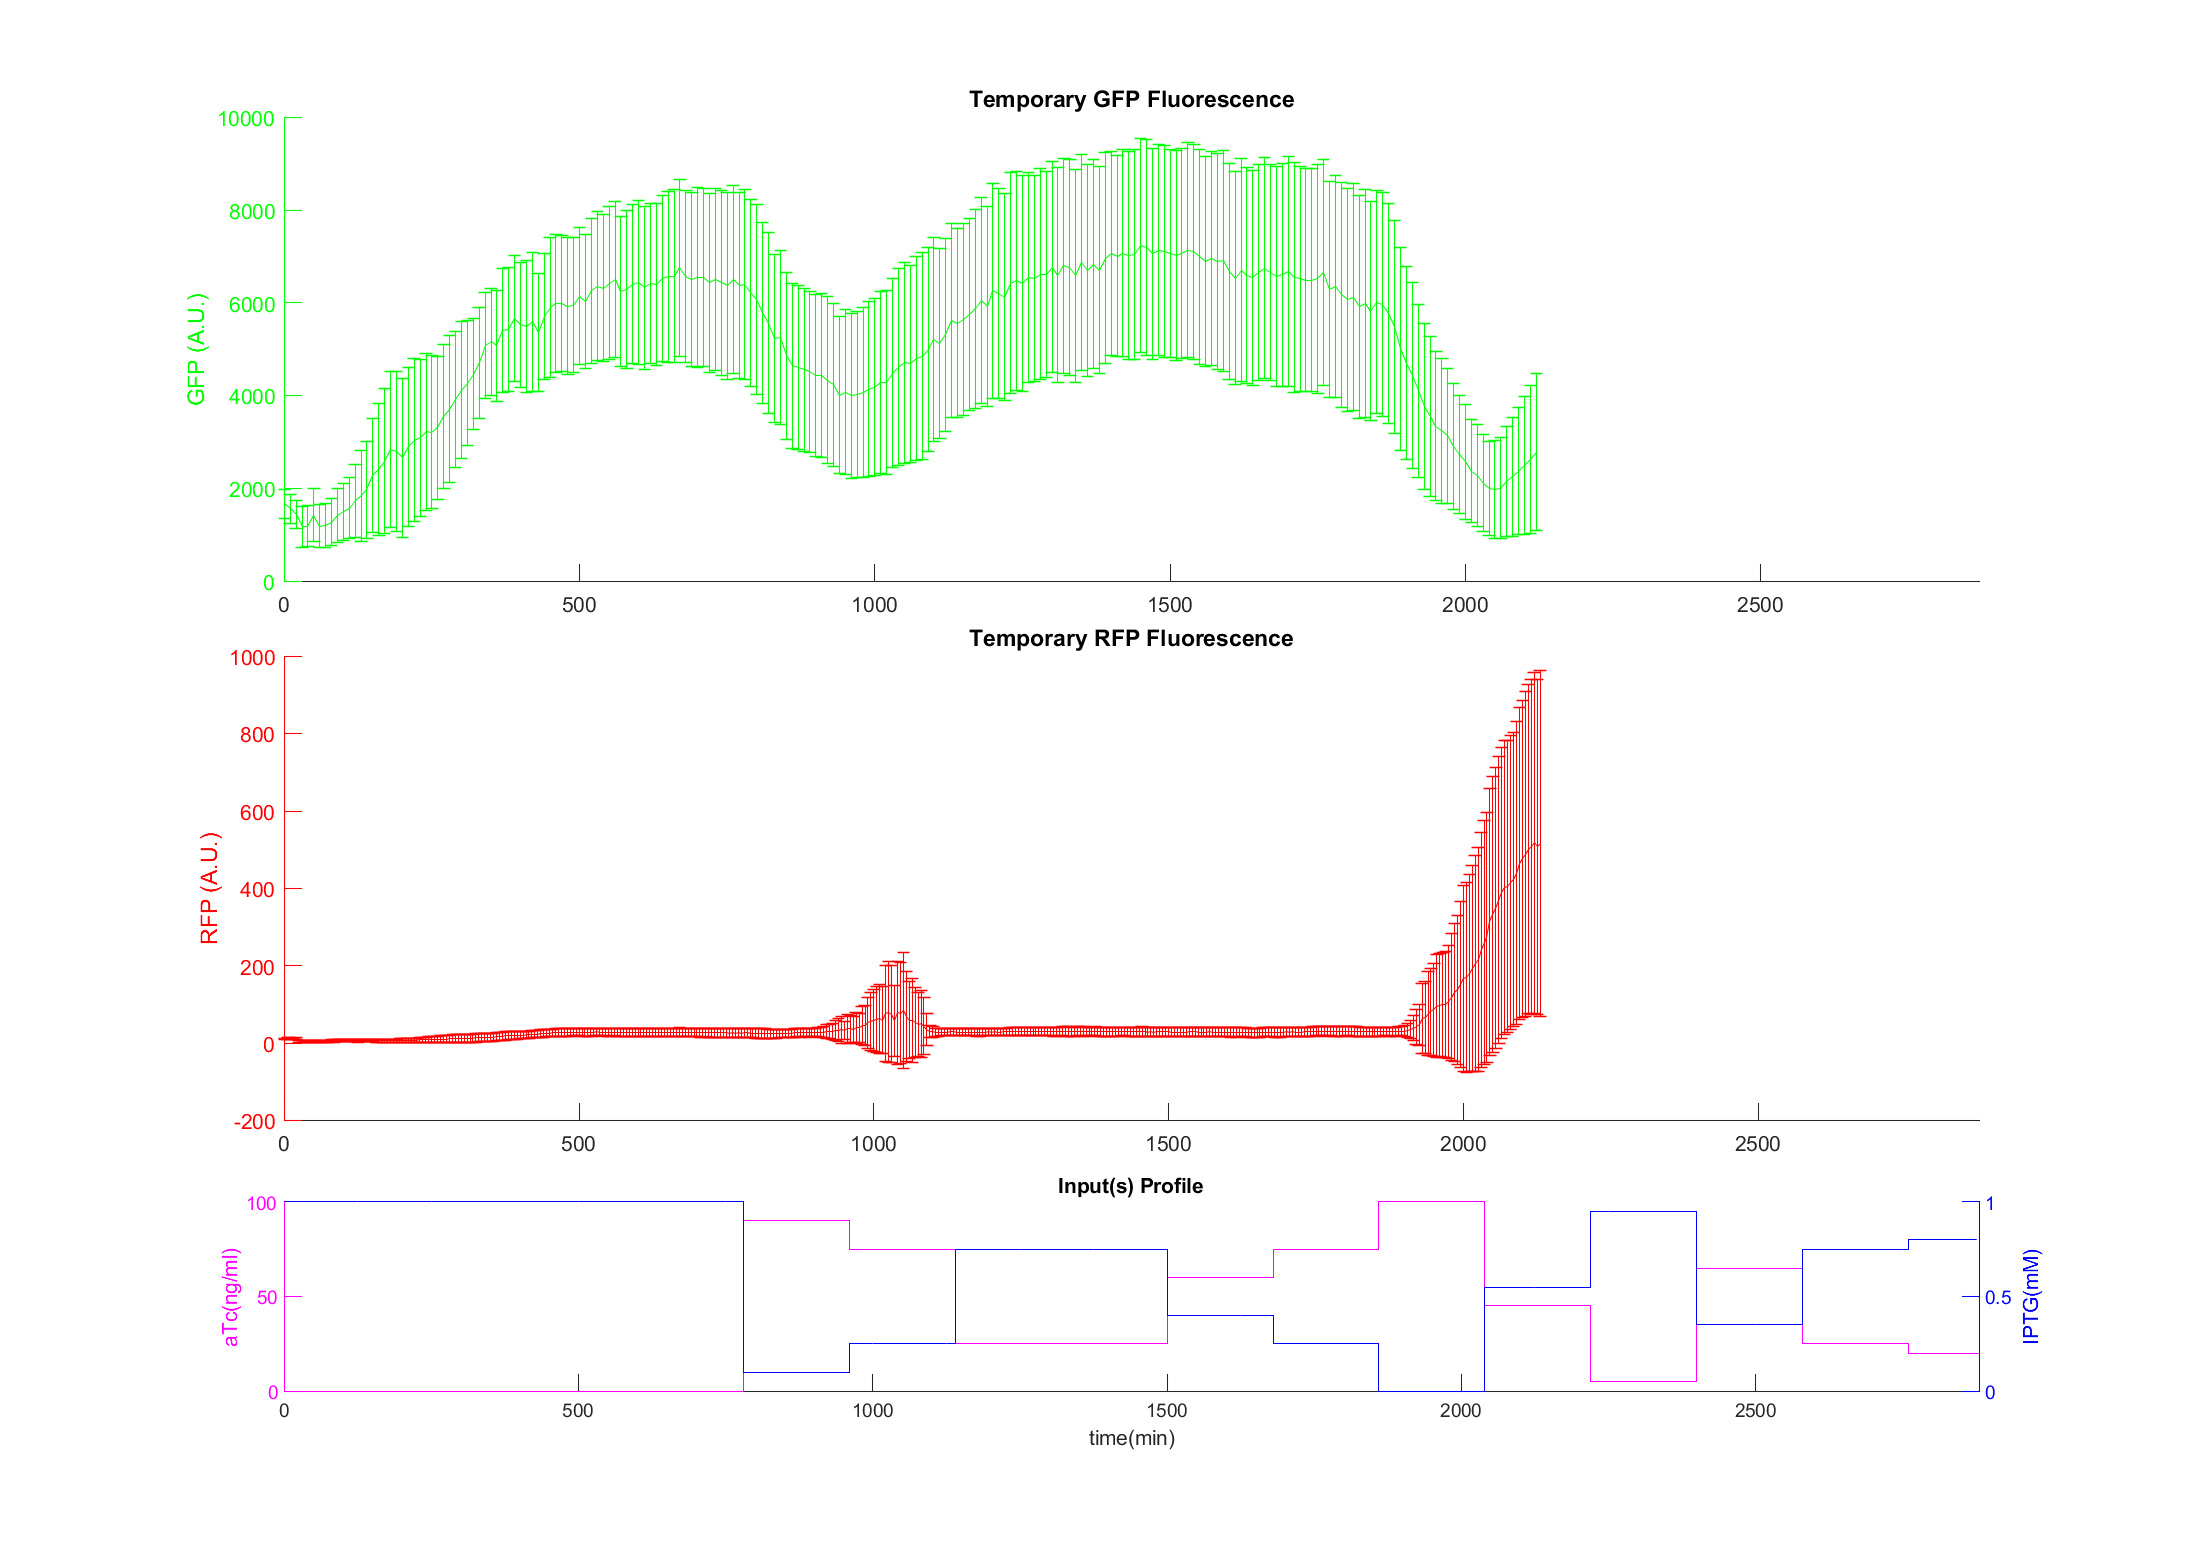 Temporary GFP Fluorescence
10000
8000
6000
4000
2000
0
GFP (A.U.)
0 500 1000 1500 2000 2500
Temporary RFP Fluorescence
1000
800
600
400
200
0
-200
RFP (A.U.)
0 500 1000 1500 2000 2500
Input(s) Profile
100
50
0
aTc(ng/ml)
1
0.5
0
IPTG(mM)
0 500 1000 1500 2000 2500
time(min)